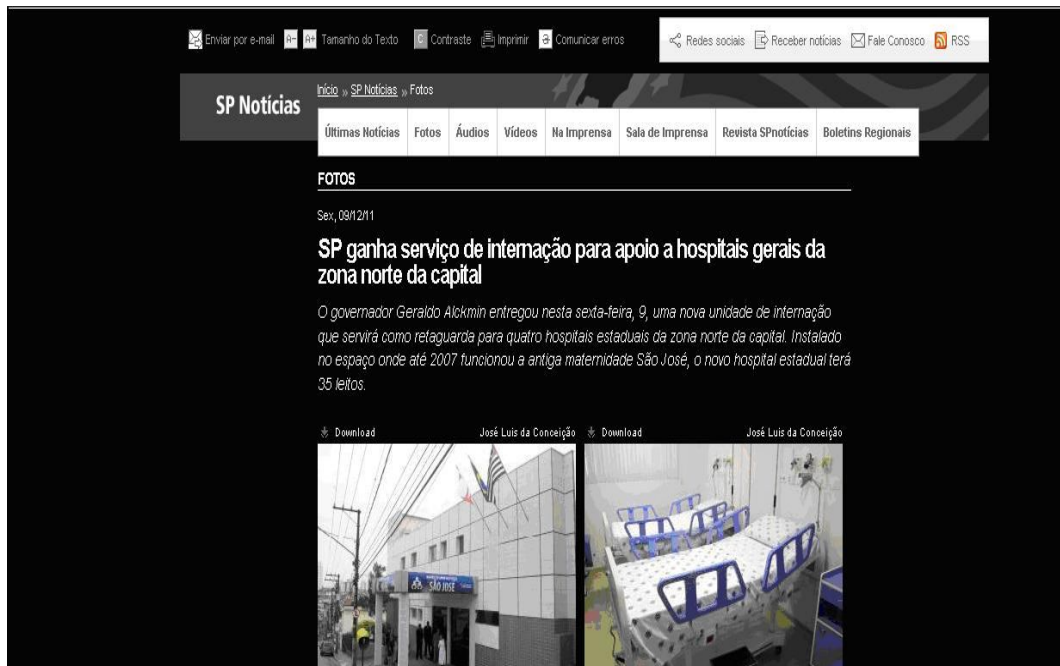 Enviar por e-mail A- A+ Tamanho do Texto C Contraste Imprimir Comunicar erros Redes sociais Receber notícias Fale Conosco RSS
SP Notícias
Início » SP Notícias » Fotos
Últimas Notícias Fotos Áudios Vídeos Na Imprensa Sala de Imprensa Revista SPnotícias Boletins Regionais
FOTOS
Sex, 09/12/11
SP ganha serviço de internação para apoio a hospitais gerais da
zona norte da capital
O governador Geraldo Alckmin entregou nesta sexta-feira, 9, uma nova unidade de internação
que servirá como retaguarda para quatro hospitais estaduais da zona norte da capital. Instalado
no espaço onde até 2007 funcionou a antiga maternidade São José, o novo hospital estadual terá
35 leitos.
Download José Luis da Conceição Download José Luis da Conceição
SÃO JOSÉ